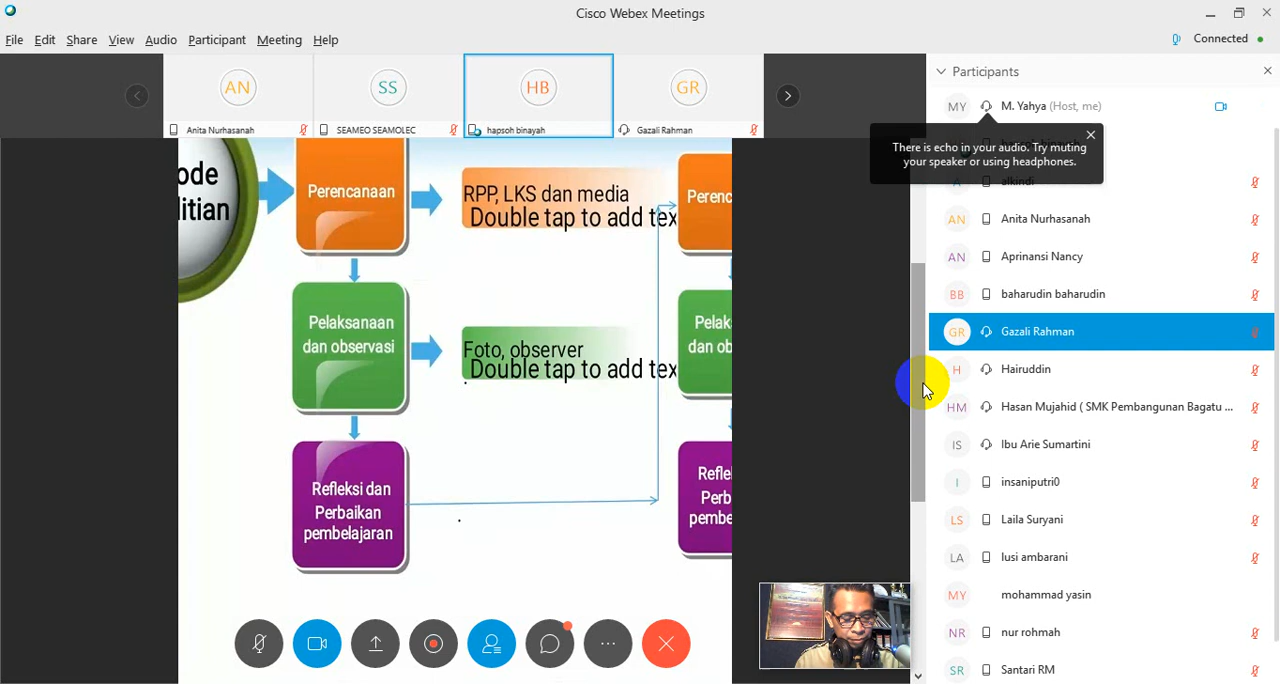 Cisco Webex Meetings
File Edit Share View Audio Participant Meeting Help
Connected
AN
SS
HB
GR
Anita Nurhasanah
SEAMEO SEAMOLEC
hapsoh binayah
Gazali Rahman
Participants
MY M. Yahya (Host, me)
There is echo in your audio. Try muting
your speaker or using headphones.
alkindi
AN Anita Nurhasanah
AN Aprinansi Nancy
BB baharudin baharudin
GR Gazali Rahman
H Hairuddin
HM Hasan Mujahid ( SMK Pembangunan Bagatu ...
IS Ibu Arie Sumartini
I insaniputri0
LS Laila Suryani
LA lusi ambarani
MY mohammad yasin
NR nur rohmah
SR Santari RM
ode
litian
Perencanaan
RPP, LKS dan media
Double tap to add tex
Perenc
Pelaksanaan
dan observasi
Foto, observer
Double tap to add tex
Pelak
dan ob
Refleksi dan
Perbaikan
pembelajaran
Refle
Perb
pembe